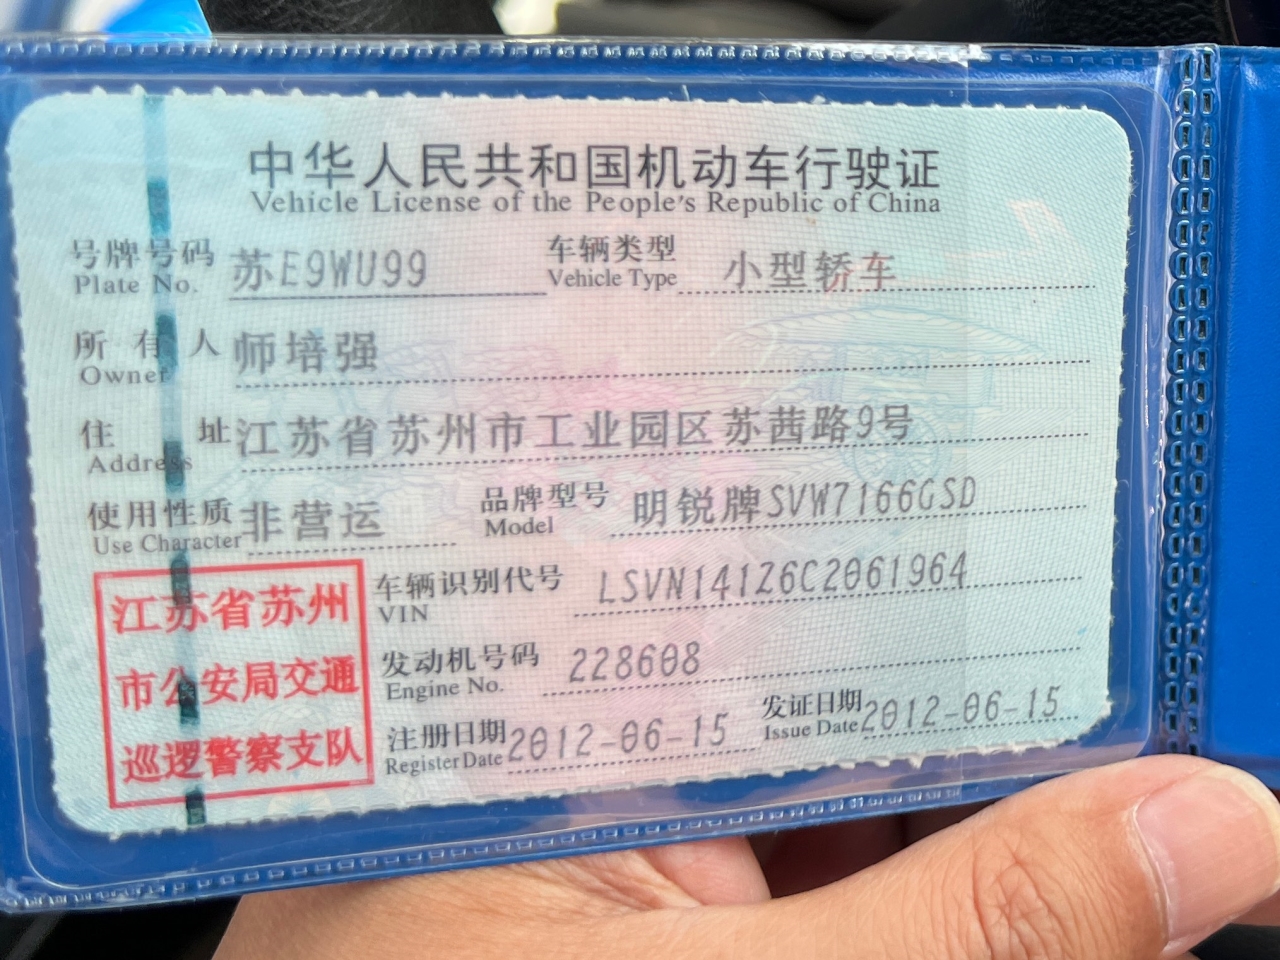 中华人民共和国机动车行驶证
Vehicle License of the People's Republic of China
号牌号码 苏E9WU99 车辆类型 小型轿车
Plate No. Vehicle Type
所有人 师培强
Owner
住址 江苏省苏州市工业园区苏茜路9号
Address
使用性质 非营运 品牌型号 明锐牌SVW7166GSD
Use Character Model
车辆识别代号 LSVN141Z6C2061964
VIN
发动机号码 228608
Engine No.
注册日期 2012-06-15 发证日期 2012-06-15
Register Date Issue Date
江苏省苏州
市公安局交通
巡逻警察支队